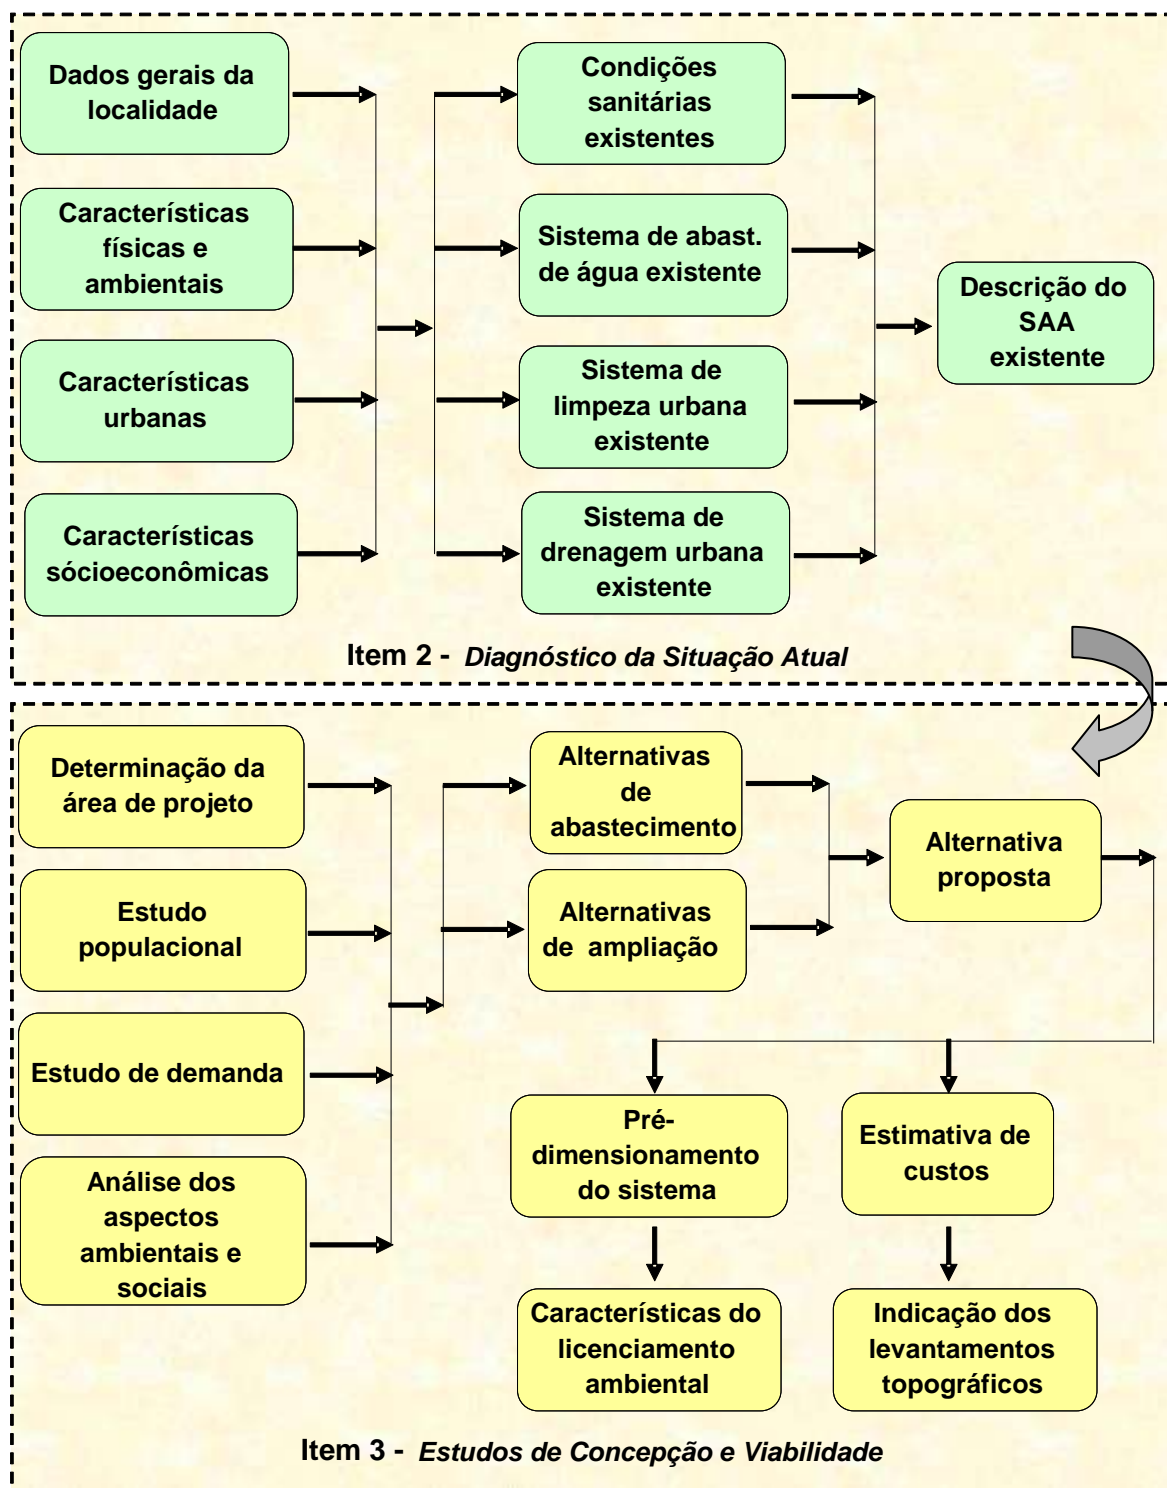 Dados gerais da
localidade
Características
físicas e
ambientais
Características
urbanas
Características
sócioeconômicas
Condições
sanitárias
existentes
Sistema de abast.
de água existente
Sistema de
limpeza urbana
existente
Sistema de
drenagem urbana
existente
Descrição do
SAA
existente
Item 2 - Diagnóstico da Situação Atual
Determinação da
área de projeto
Estudo
populacional
Estudo de demanda
Análise dos
aspectos
ambientais e
sociais
Alternativas
de
abastecimento
Alternativas
de ampliação
Alternativa
proposta
Pré-
dimensionamento
do sistema
Estimativa de
custos
Características do
licenciamento
ambiental
Indicação dos
levantamentos
topográficos
Item 3 - Estudos de Concepção e Viabilidade